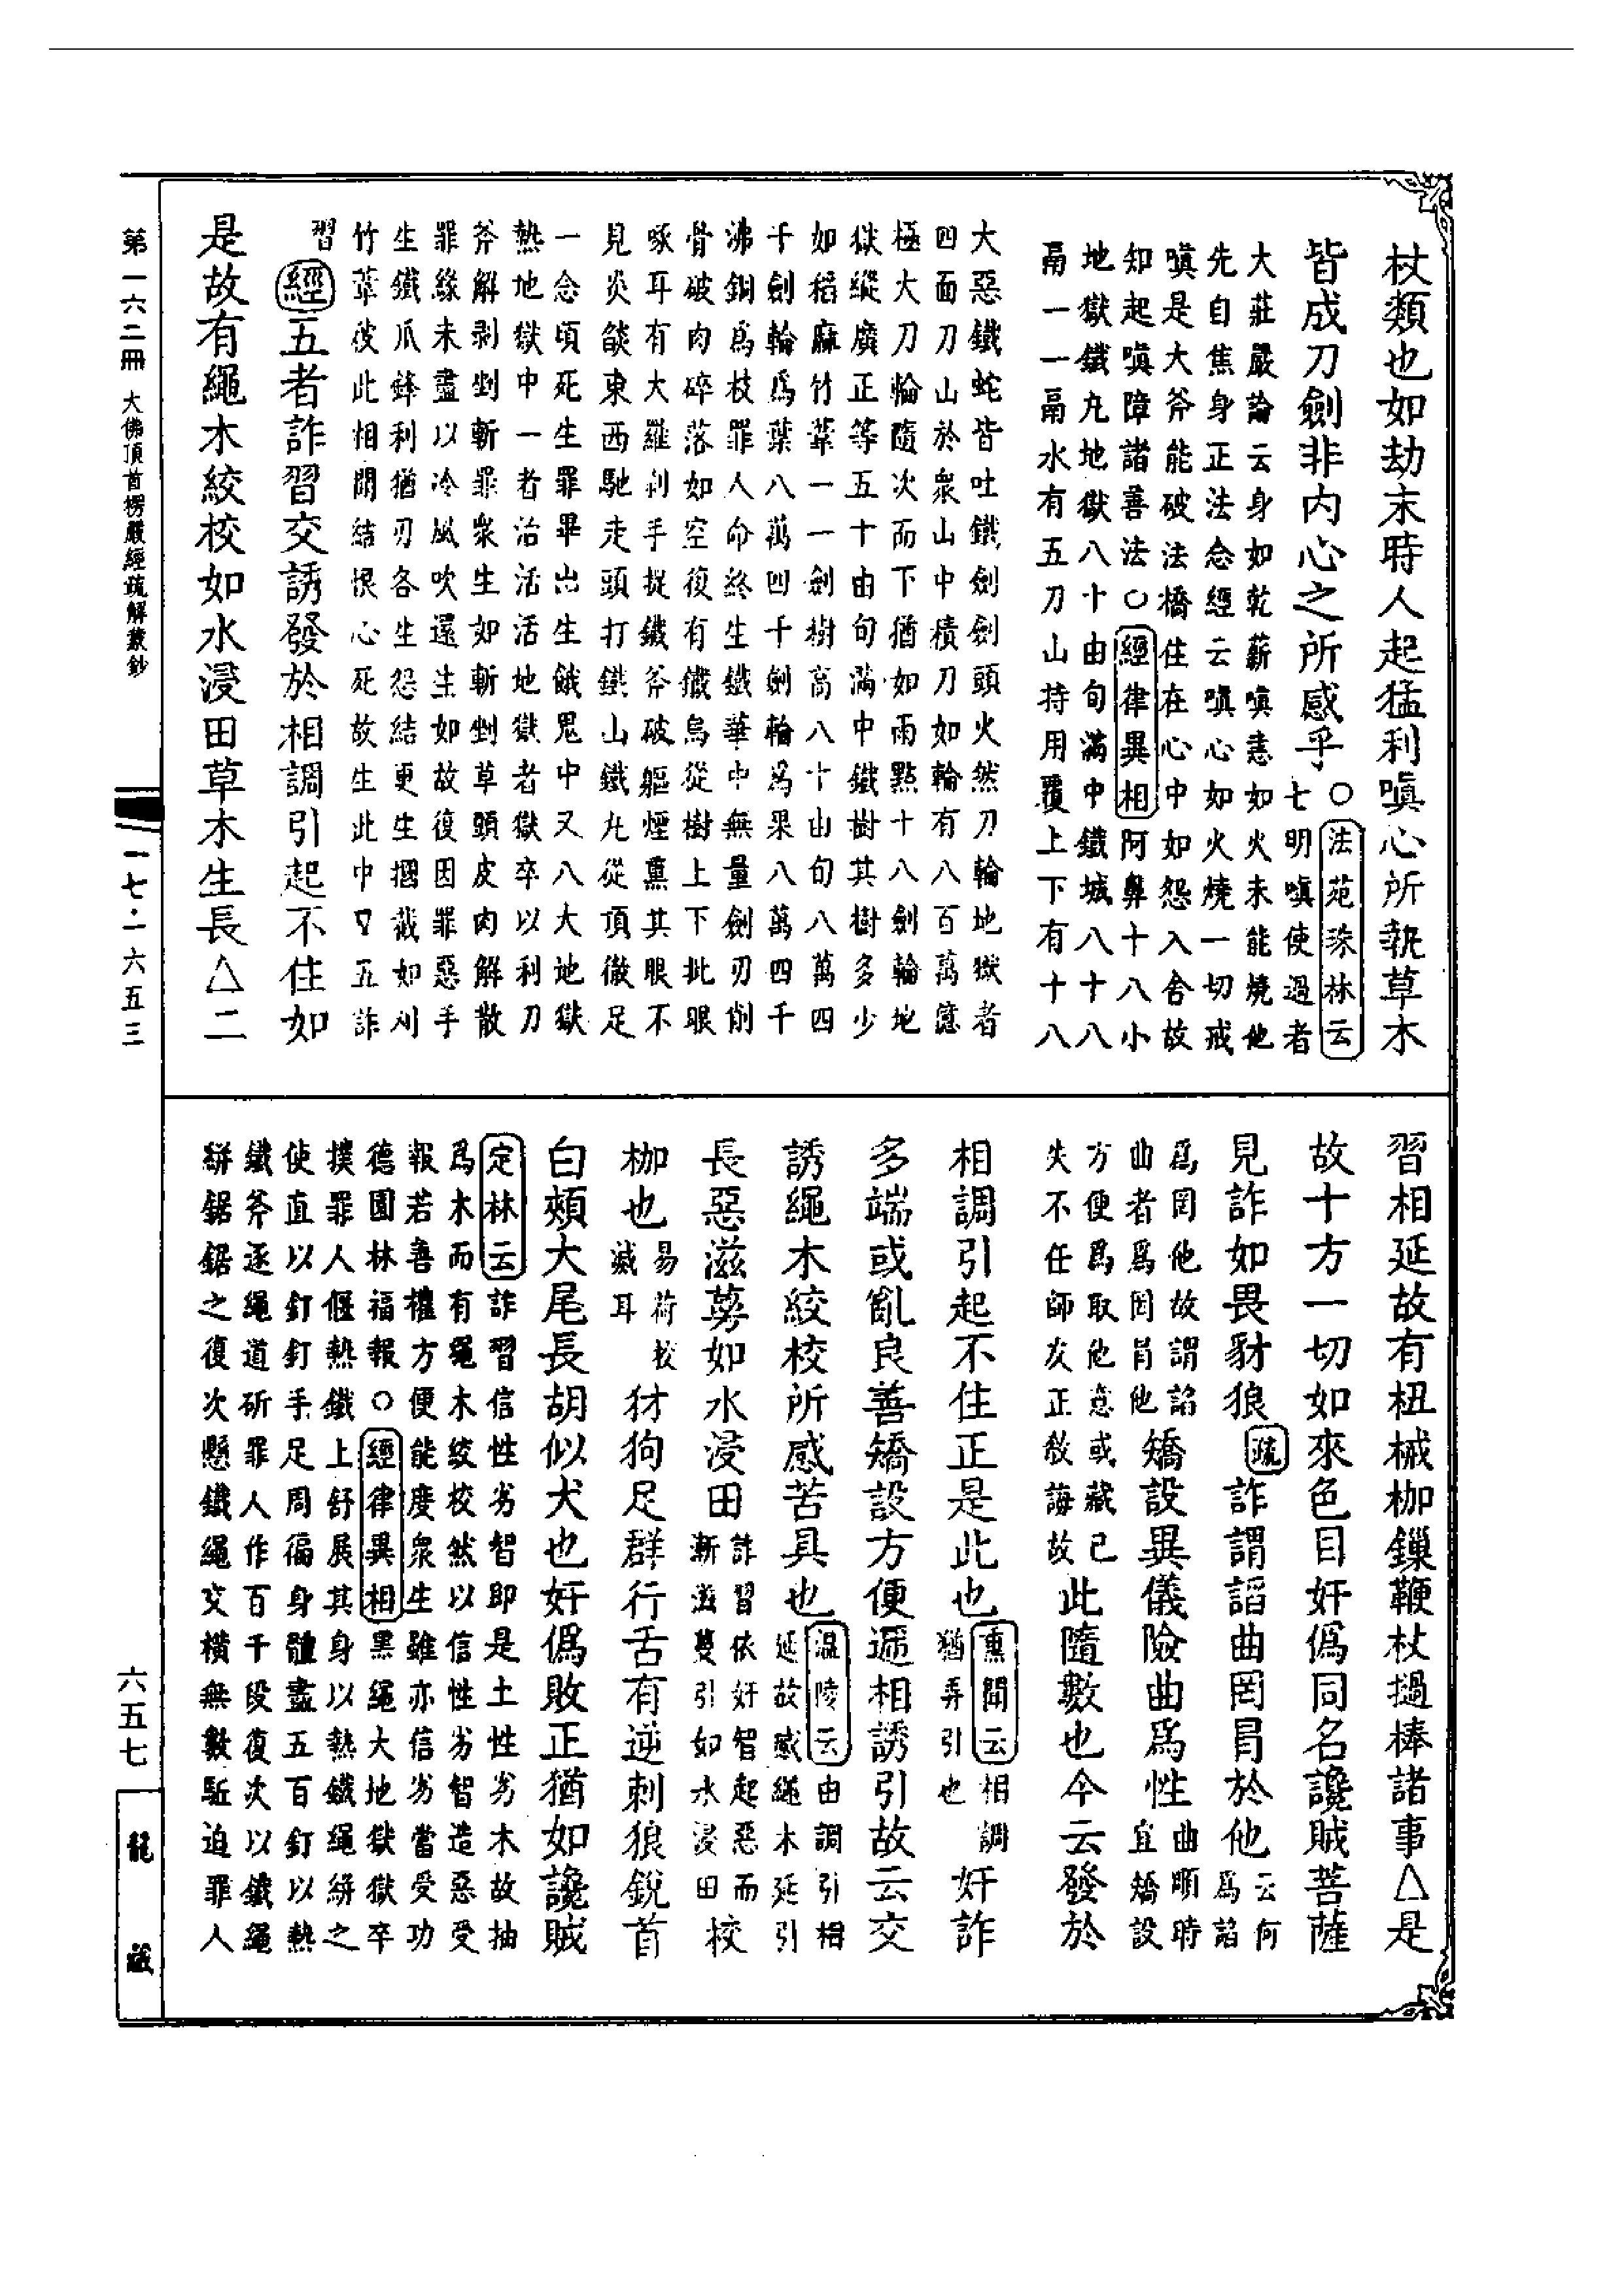 杖類也如劫末時人起猛利嗔心所執草木
皆成刀劍非內心之所感乎○法苑珠林云
七明嗔使過者
大莊嚴論云身如乾薪嗔恚如火未能燒他
先自焦身正法念經云嗔心如火燒一切戒
嗔是大斧能破法橋住在心中如怨入舍故
知起嗔障諸善法○經律異相阿鼻十八小
地獄鐵丸地獄八十由旬滿中鐵城八十八
鬲一一鬲水有五刀山持用覆上下有十八
大惡鐵蛇皆吐鐵劍劍頭火然刀輪地獄者
四面刀山於衆山中積刀如輪有八百萬億
極大刀輪隨次而下猶如雨點十八劍輪地
獄縱廣正等五十由旬滿中鐵樹其樹多少
如稻麻竹葦一一劍樹高八十由旬八萬四
千劍輪爲葉八萬四千劍輪爲果八萬四千
沸銅爲枝罪人命終生鐵華中無量劍刃削
骨破肉碎落如空復有鐵烏從樹上下抋眼
啄耳有大羅剎手捉鐵斧破軀煙熏其眼不
見炎燄東西馳走頭打鐵山鐵丸從頂徹足
一念頃死生罪畢出生餓鬼中又八大地獄
熱地獄中一者治活地獄者獄卒以利刀
斧解剥剉斬罪衆生如斬剉草頭皮肉解散
罪緣未盡以冷風吹還生如故復因罪惡手
生鐵爪鋒利猶刃各生怨結更生摑截如刈
竹葦彼此相間結恨心死故生此中
五詐
習經五者詐習交誘發於相調引起不住如
是故有繩木絞校如水浸田草木生長△二
習相延故有杻械枷鏁鞭杖撾棒諸事△是
故十方一切如來色目奸僞同名讒賊菩薩
見詐如畏豺狼疏詐謂謟曲罔冒於他
云何
爲謟
爲罔他故謂謟
曲者爲罔冒他矯設異儀險曲爲性
曲順時
宜矯設
方便爲取他意或藏己
失不任師友正敎誨故此隨數也今云發於
相調引起不住正是此也熏聞云相調
猶弄引也
奸詐
多端或亂良善矯設方便遞相誘引故云交
誘繩木絞校所感苦具也溫陵云由調引相
延故感繩木延引
長惡滋蔓如水浸田
詐習依奸智起惡而
漸滋蔓引如水浸田
校
枷也
易荷校
滅耳
豺狗足群行舌有逆刺狼銳首
白頰大尾長胡似犬也奸僞敗正猶如讒賊
定林云詐習信性劣智即是土性劣木故抽
爲木而有繩木絞校然以信性劣智造惡受
報若善權方便能度衆生雖亦信劣當受功
德園林福報○經律異相黑繩大地獄獄卒
撲罪人偃熱鐵上舒展其身以熱鐵繩絣之
使直以釘釘手足周徧身體盡五百釘以熱
鐵斧逐繩道斫罪人作百千段復次以鐵繩
絣鋸鋸之復次懸鐵繩交橫無數駈迫罪人
第一六二冊 大佛頂首楞嚴經疏解蒙鈔
一七·一六五三
六五七
龍藏